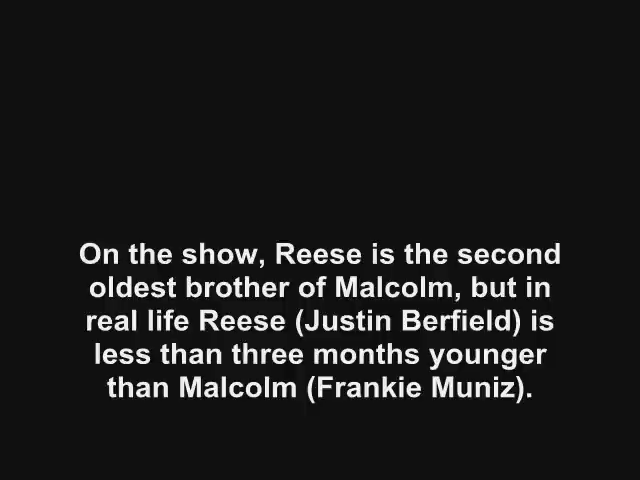 On the show, Reese is the second
oldest brother of Malcolm, but in
real life Reese (Justin Berfield) is
less than three months younger
than Malcolm (Frankie Muniz).